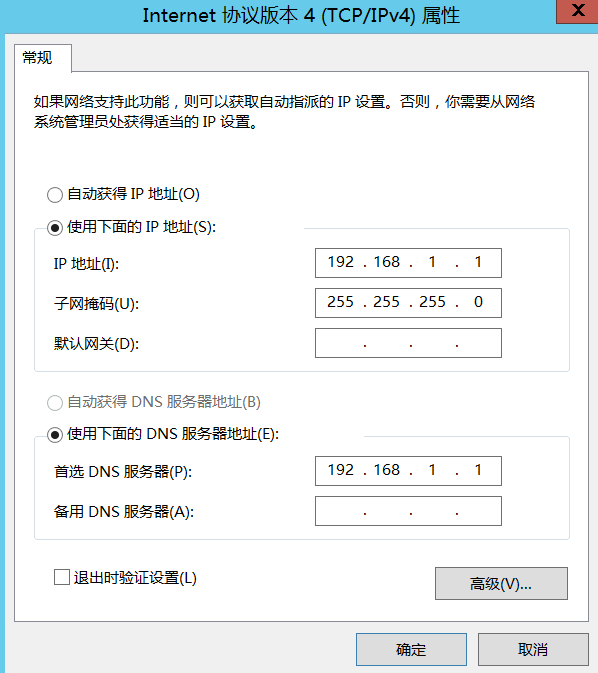 Internet 协议版本 4 (TCP/IPv4) 属性
X
常规
如果网络支持此功能，则可以获取自动指派的 IP 设置。否则，你需要从网络
系统管理员处获得适当的 IP 设置。
自动获得 IP 地址(O)
使用下面的 IP 地址(S):
IP 地址(I): 192 . 168 . 1 . 1
子网掩码(U): 255 . 255 . 255 . 0
默认网关(D): . . .
自动获得 DNS 服务器地址(B)
使用下面的 DNS 服务器地址(E):
首选 DNS 服务器(P): 192 . 168 . 1 . 1
备用 DNS 服务器(A): . . .
退出时验证设置(L)
高级(V)...
确定 取消